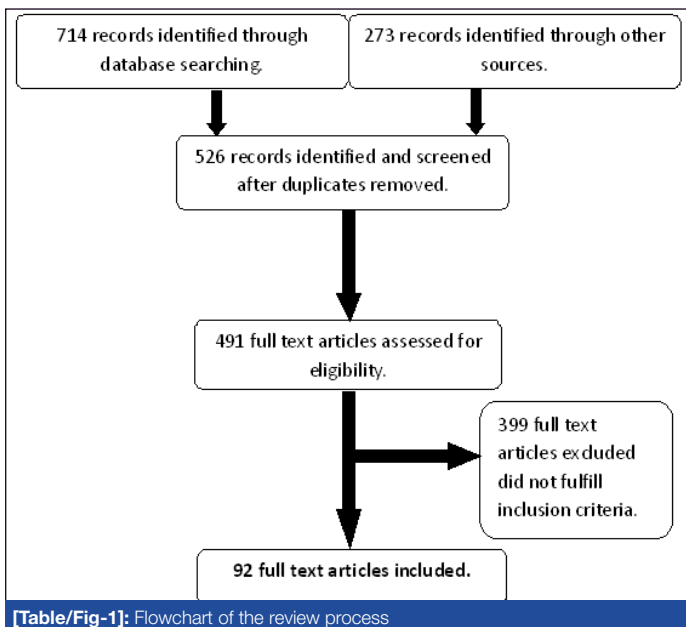 714 records identified through
database searching.
273 records identified through other
sources.
526 records identified and screened
after duplicates removed.
491 full text articles assessed for
eligibility.
399 full text
articles excluded
did not fulfill
inclusion criteria.
92 full text articles included.
[Table/Fig-1]: Flowchart of the review process